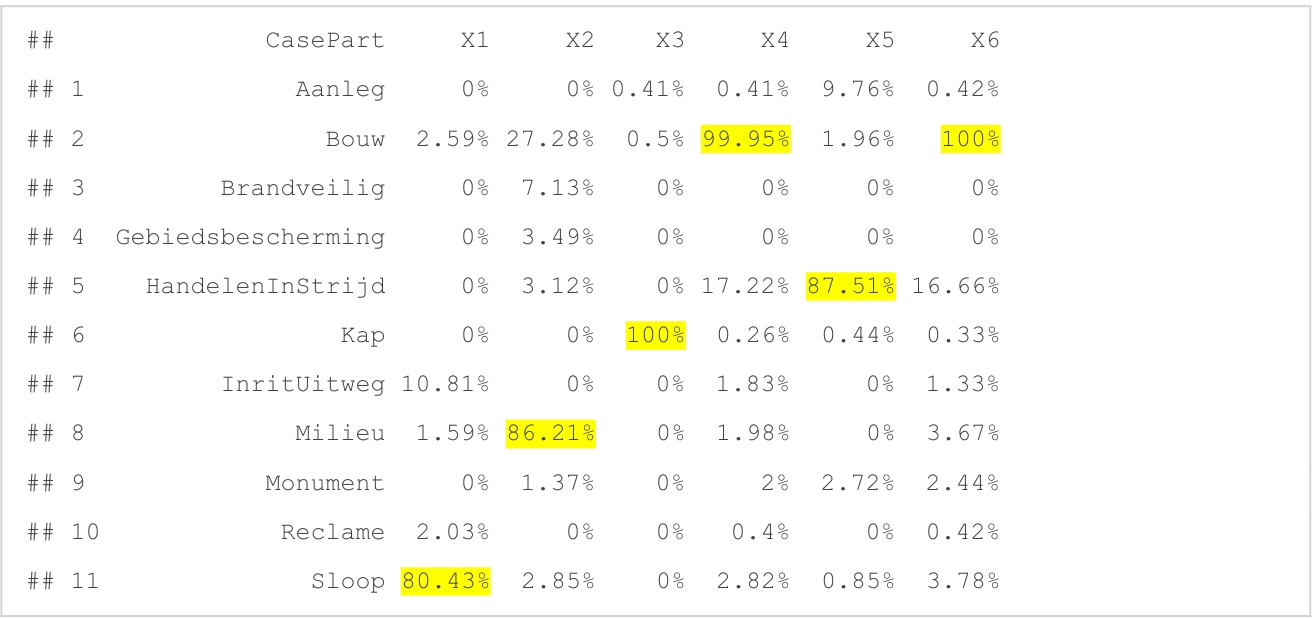 ## CasePart X1 X2 X3 X4 X5 X6
## 1 Aanleg 0% 0% 0.41% 0.41% 9.76% 0.42%
## 2 Bouw 2.59% 27.28% 0.5% 99.95% 1.96% 100%
## 3 Brandveilig 0% 7.13% 0% 0% 0% 0%
## 4 Gebiedsbescherming 0% 3.49% 0% 0% 0% 0%
## 5 HandelenInStrijd 0% 3.12% 0% 17.22% 87.51% 16.66%
## 6 Kap 0% 0% 100% 0.26% 0.44% 0.33%
## 7 InritUitweg 10.81% 0% 0% 1.83% 0% 1.33%
## 8 Milieu 1.59% 86.21% 0% 1.98% 0% 3.67%
## 9 Monument 0% 1.37% 0% 2% 2.72% 2.44%
## 10 Reclame 2.03% 0% 0% 0.4% 0% 0.42%
## 11 Sloop 80.43% 2.85% 0% 2.82% 0.85% 3.78%